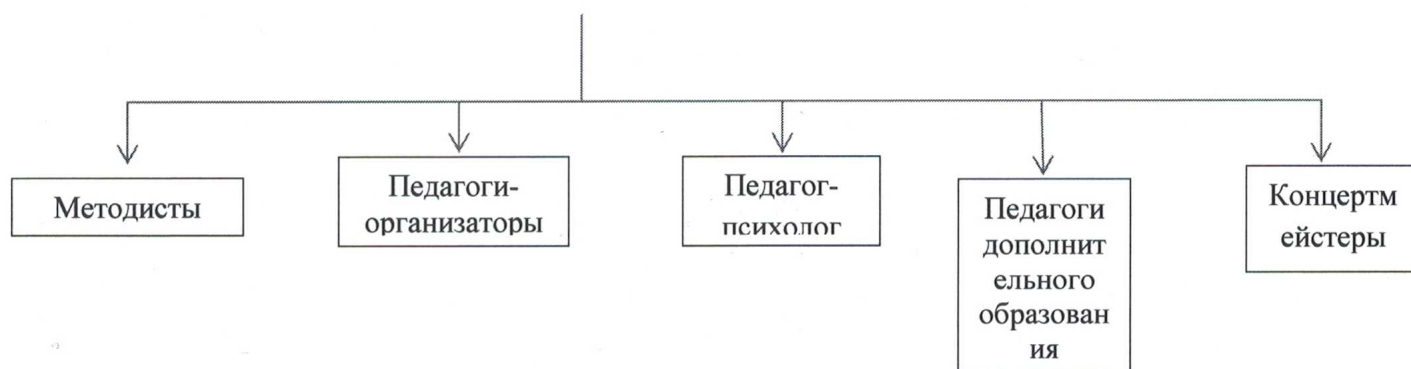 Методисты
Педагоги-
организаторы
Педагог-
психолог
Педагоги
дополнит
ельного
образован
ия
Концертм
ейстеры